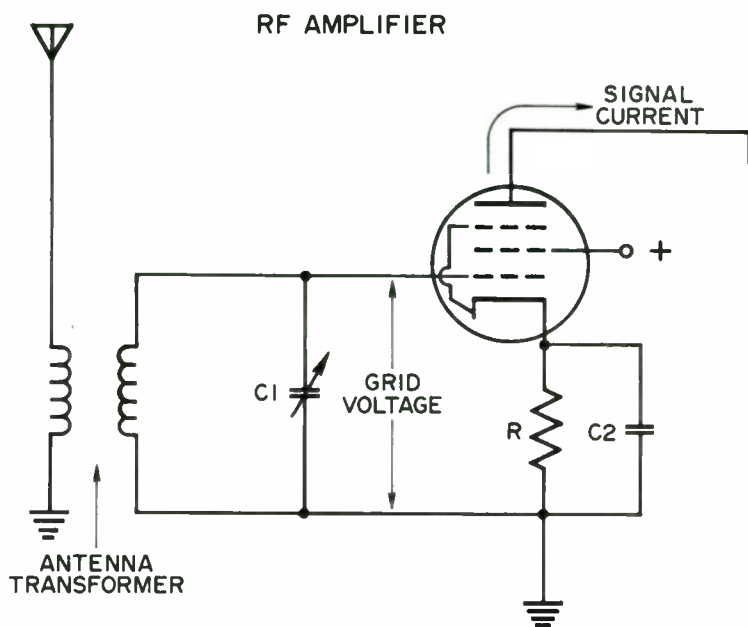 RF AMPLIFIER
SIGNAL
CURRENT
+
C1
GRID
VOLTAGE
R
C2
ANTENNA
TRANSFORMER